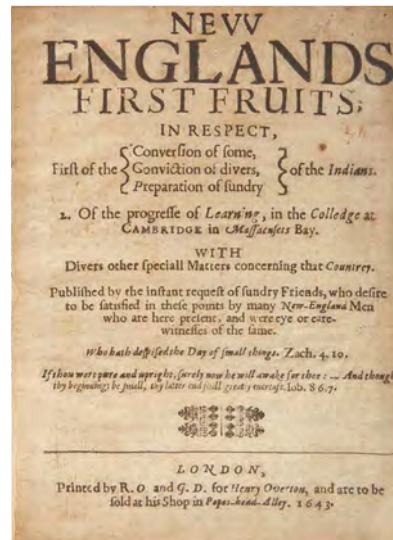 NEVV
ENGLANDS
FIRST FRUITS;
IN RESPECT,
First of the { Conversion of some,
Conviction of divers,
Preparation of sundry } of the Indians.
2. Of the progresse of Learning, in the Colledge at
CAMBRIDGE in Massacusets Bay.
WITH
Divers other speciall Matters concerning that Countrey.
Published by the instant request of sundry Friends, who desire
to be satisfied in these points by many New-England Men
who are here present, and were eye or eare-
witnesses of the same.
Who hath despised the Day of small things. Zach. 4. 10.
If thou wert pure and upright, surely now he will awake for thee: ... And though
thy beginnings be small, thy latter end shall greatly encrease. Iob. 8 6.7.
LONDON,
Printed by R. O. and G. D. for Henry Overton, and are to be
sold at his Shop in Popes-head-Alley. 1643.